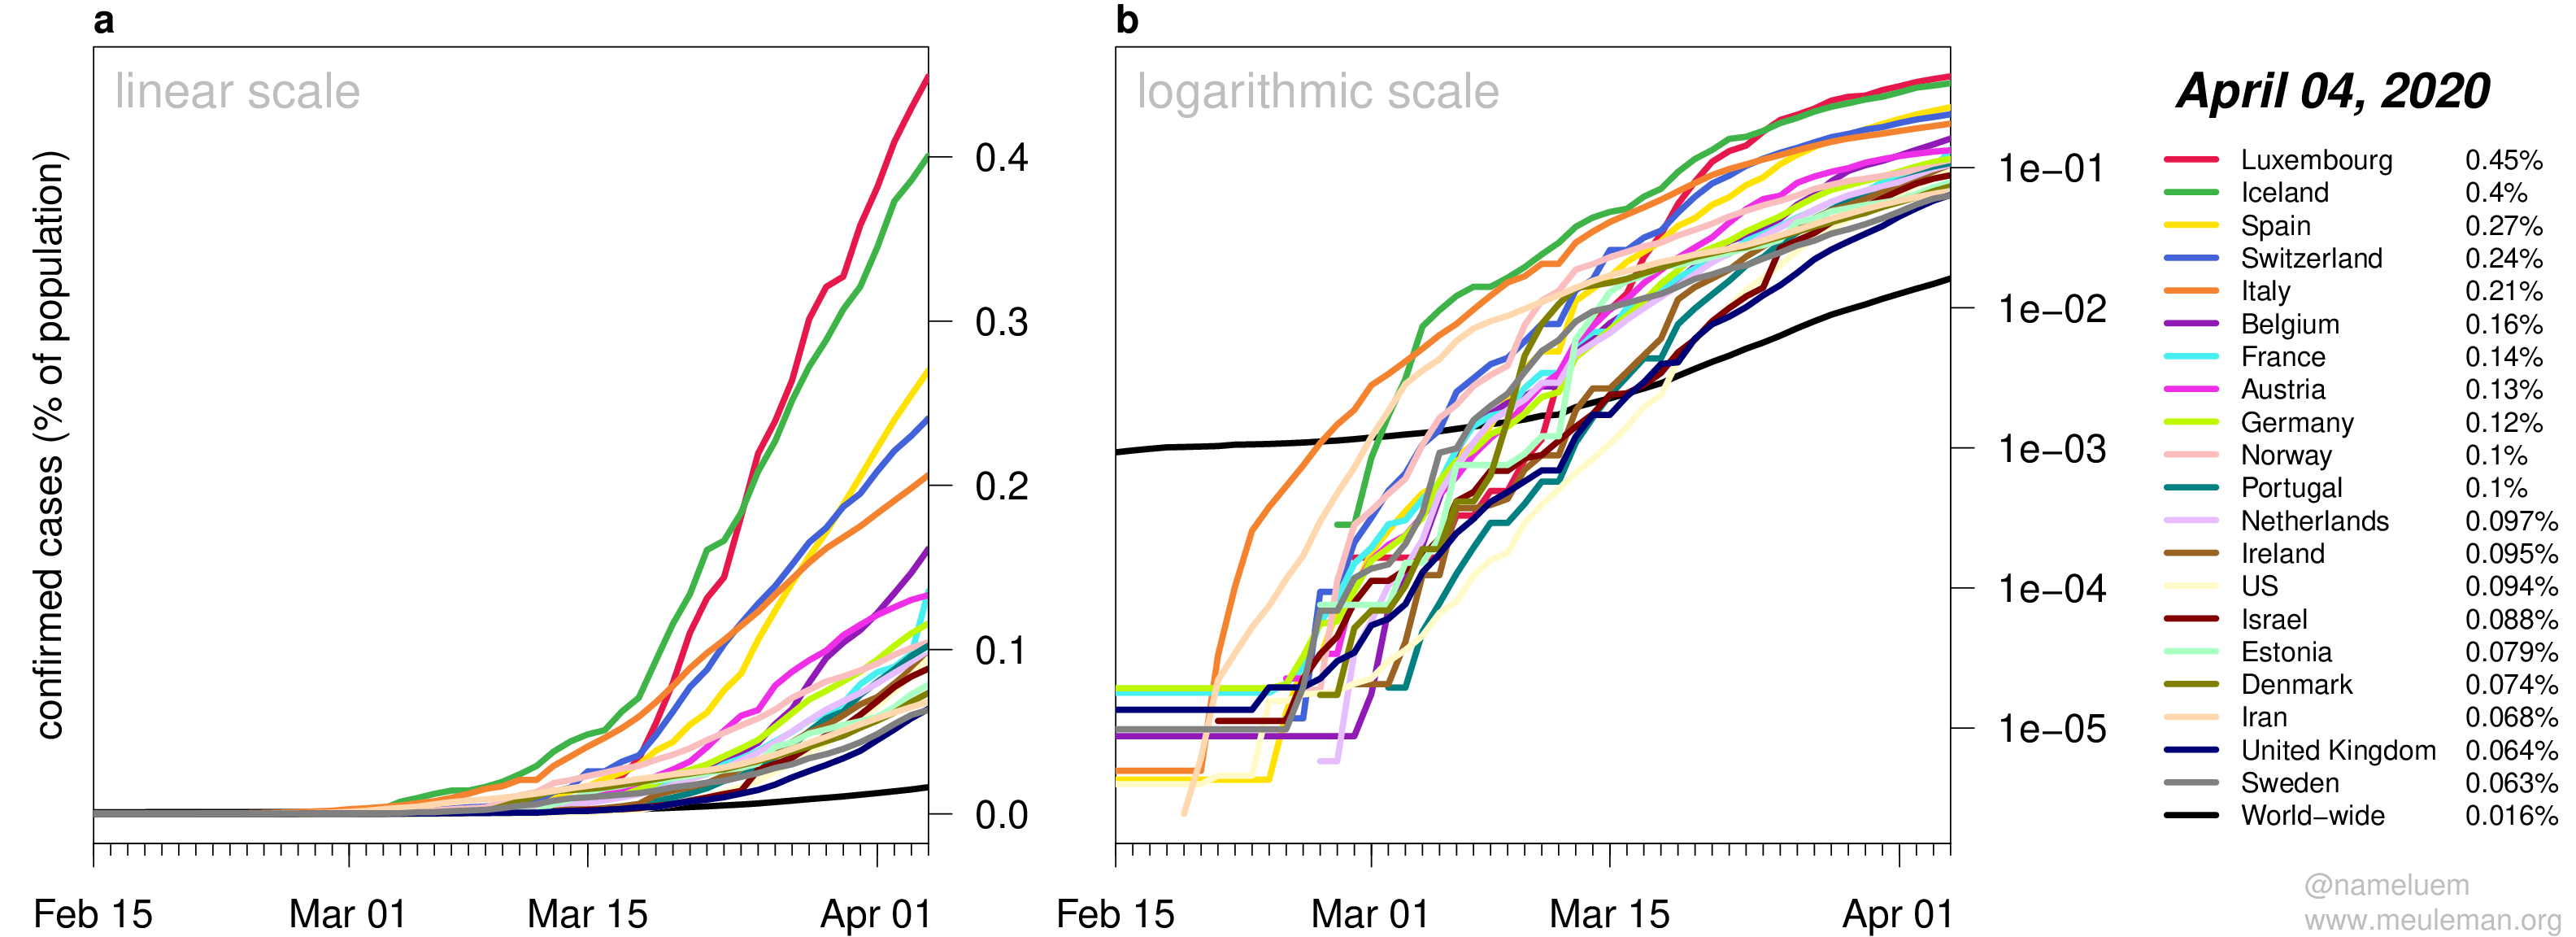 a
linear scale
confirmed cases (% of population)
0.4
0.3
0.2
0.1
0.0
Feb 15 Mar 01 Mar 15 Apr 01
b
logarithmic scale
1e−01
1e−02
1e−03
1e−04
1e−05
Feb 15 Mar 01 Mar 15 Apr 01
April 04, 2020
Luxembourg 0.45%
Iceland 0.4%
Spain 0.27%
Switzerland 0.24%
Italy 0.21%
Belgium 0.16%
France 0.14%
Austria 0.13%
Germany 0.12%
Norway 0.1%
Portugal 0.1%
Netherlands 0.097%
Ireland 0.095%
US 0.094%
Israel 0.088%
Estonia 0.079%
Denmark 0.074%
Iran 0.068%
United Kingdom 0.064%
Sweden 0.063%
World−wide 0.016%
@nameluem
www.meuleman.org